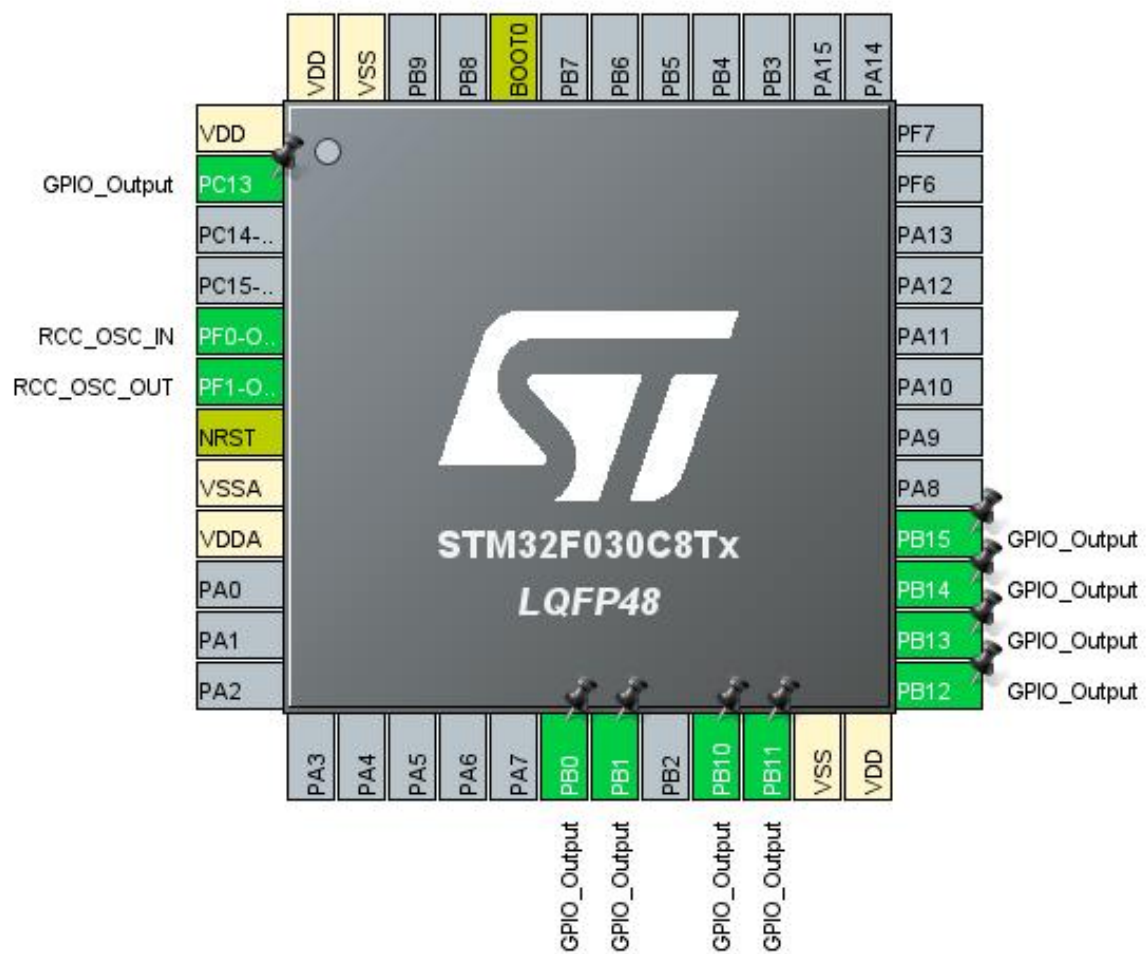 VDD
VSS
PB9
PB8
BOOT0
PB7
PB6
PB5
PB4
PB3
PA15
PA14
VDD
GPIO_Output PC13
PC14-..
PC15-..
RCC_OSC_IN PF0-O..
RCC_OSC_OUT PF1-O..
NRST
VSSA
VDDA
PA0
PA1
PA2
ST
STM32F030C8Tx
LQFP48
PF7
PF6
PA13
PA12
PA11
PA10
PA9
PA8
PB15 GPIO_Output
PB14 GPIO_Output
PB13 GPIO_Output
PB12 GPIO_Output
PA3
PA4
PA5
PA6
PA7
PB0
PB1
PB2
PB10
PB11
VSS
VDD
GPIO_Output
GPIO_Output
GPIO_Output
GPIO_Output